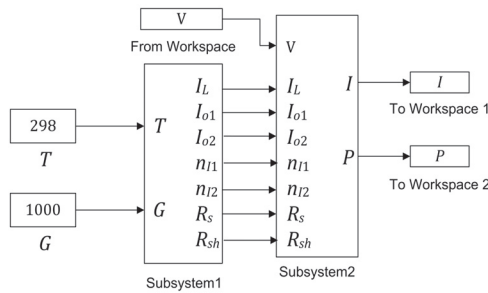 V
From Workspace
298
T
1000
G
T
G
I_L
I_o1
I_o2
n_I1
n_I2
R_s
R_sh
Subsystem1
V
I_L
I_o1
I_o2
n_I1
n_I2
R_s
R_sh
I
P
Subsystem2
I
To Workspace 1
P
To Workspace 2